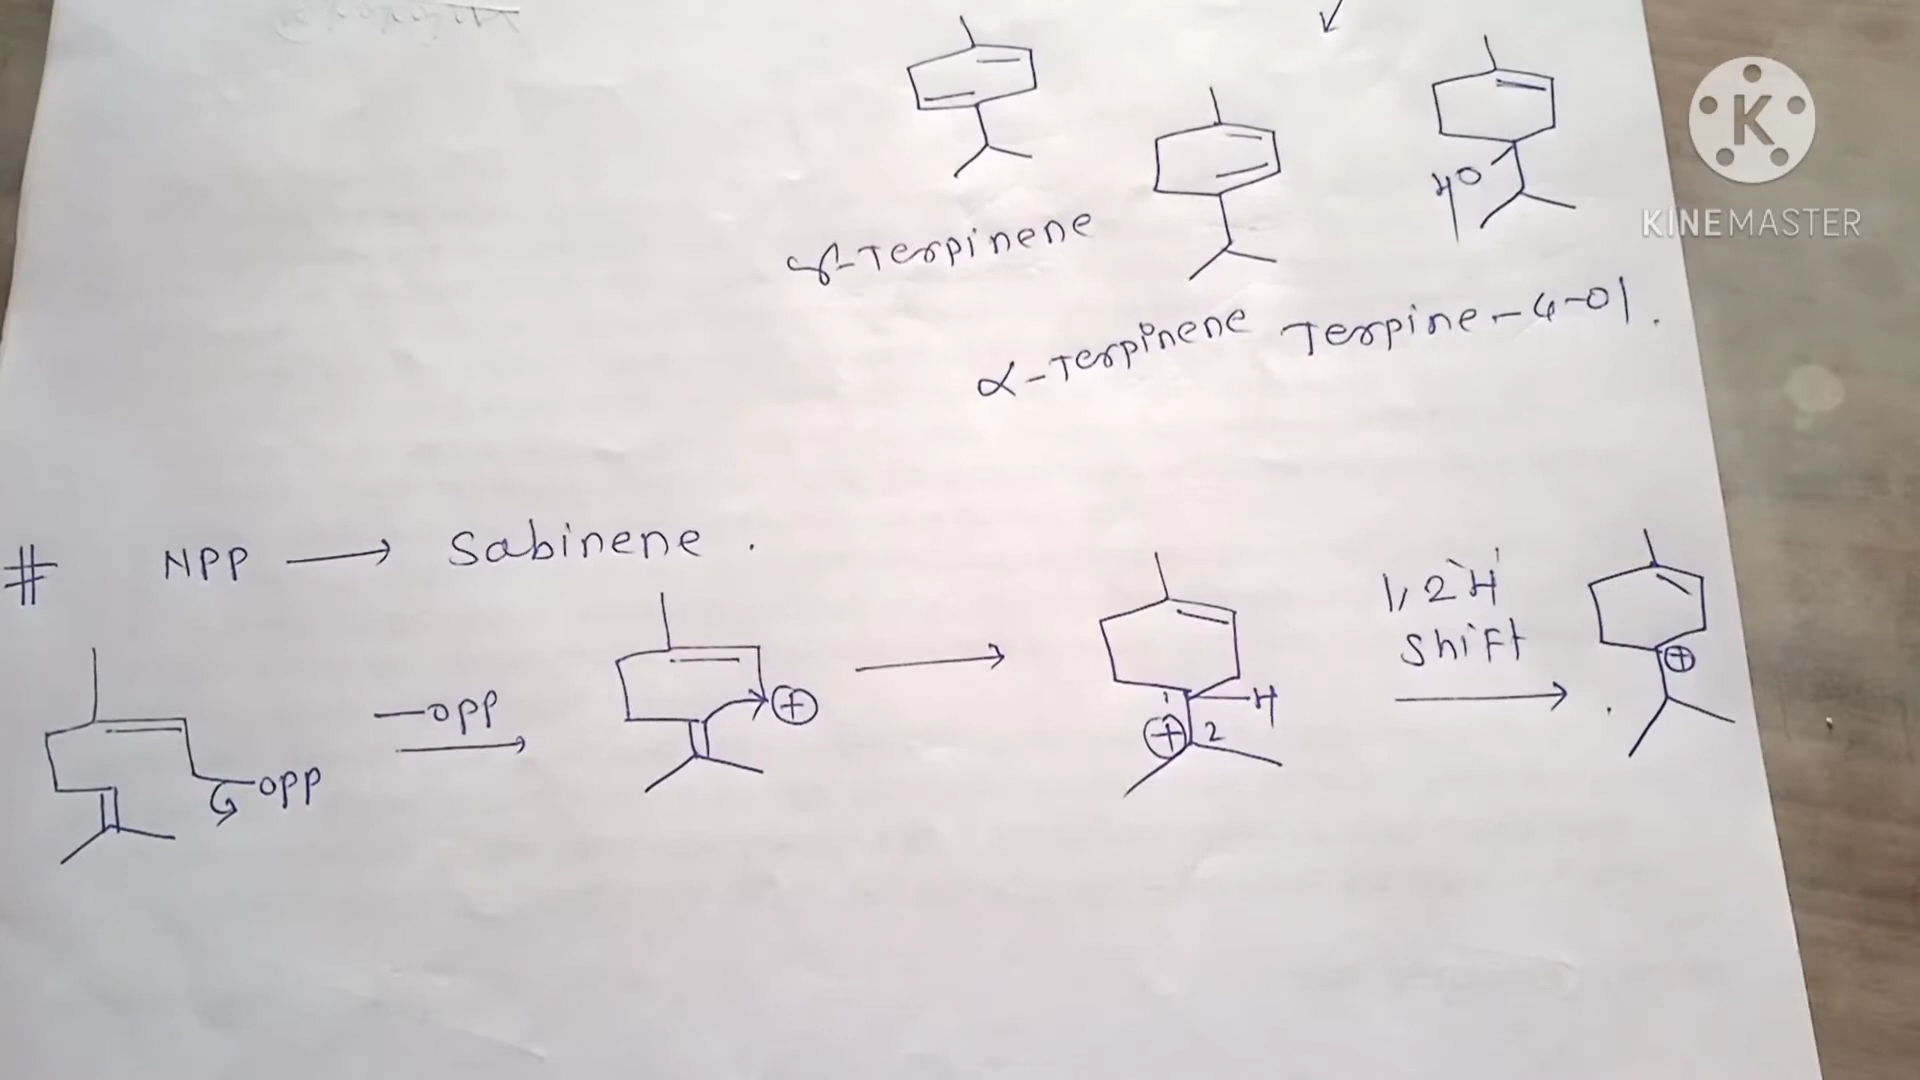 K
KINEMASTER
HO
γ-Terpinene
α-Terpinene
Terpine-4-ol.
# NPP → Sabinene.
OPP
-OPP
⊕
1
H
⊕
2
1,2 H shift
⊕